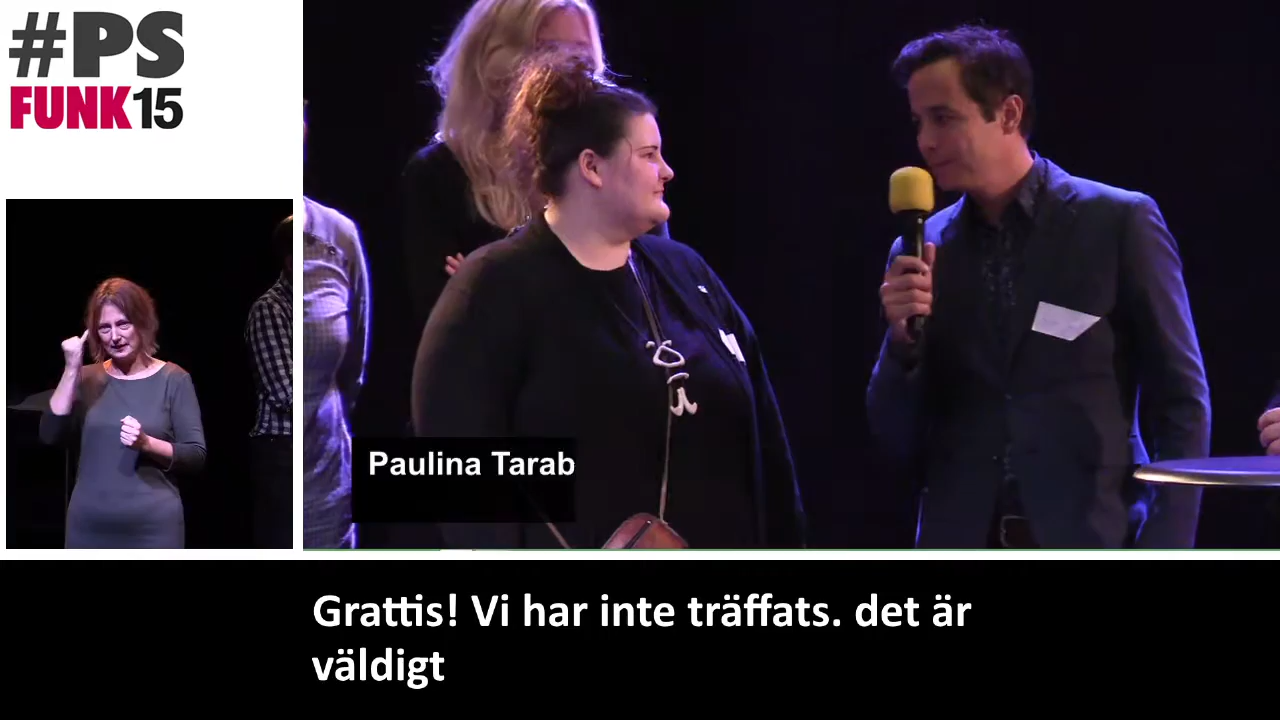 #PS
FUNK15
Paulina Tarab
Grattis! Vi har inte träffats. det är
väldigt